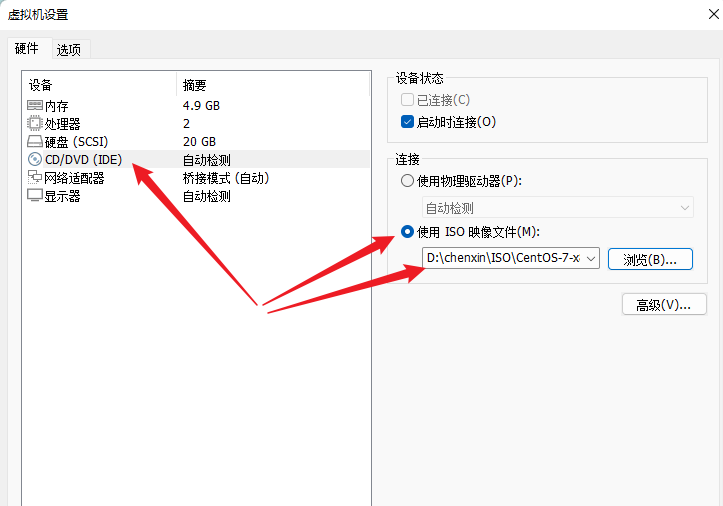 虚拟机设置
硬件 选项
设备 摘要
内存 4.9 GB
处理器 2
硬盘 (SCSI) 20 GB
CD/DVD (IDE) 自动检测
网络适配器 桥接模式 (自动)
显示器 自动检测
设备状态
已连接(C)
启动时连接(O)
连接
使用物理驱动器(P):
自动检测
使用 ISO 映像文件(M):
D:\chenxin\ISO\CentOS-7-x 浏览(B)...
高级(V)...